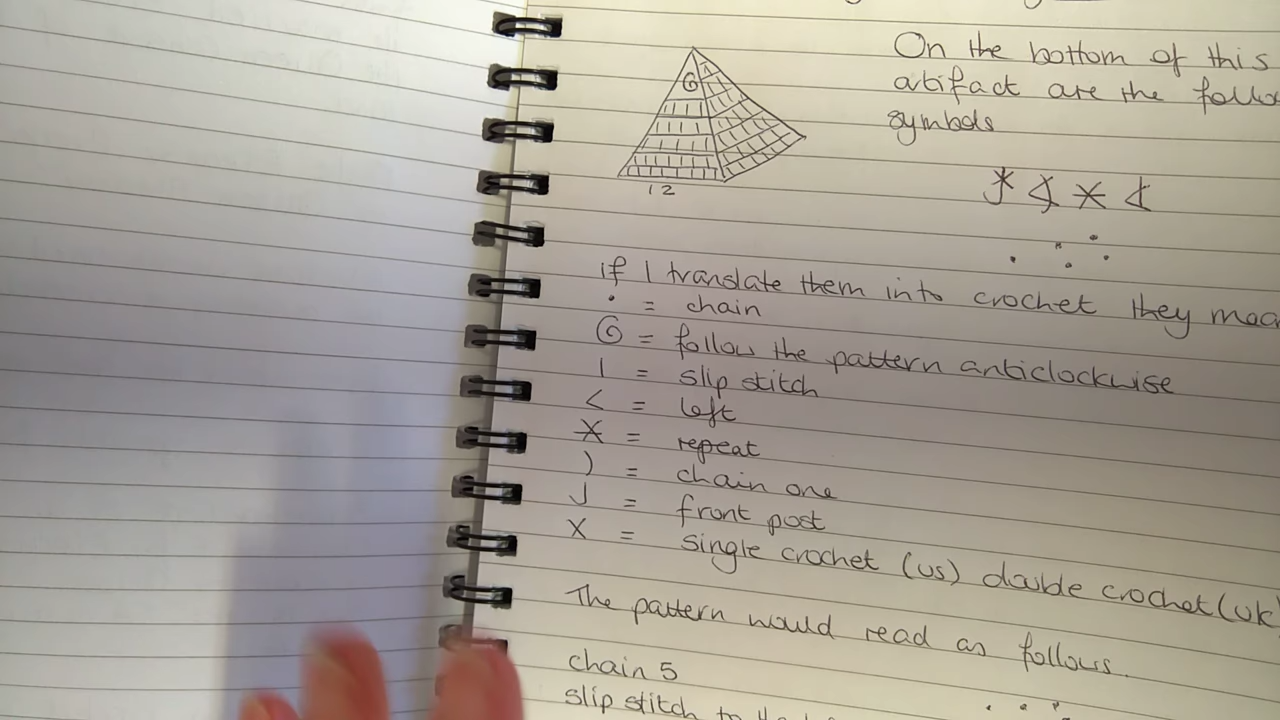 On the bottom of this
artifact are the
symbols
12
if I translate them into crochet they
. = chain
= follow the pattern anticlockwise
| = slip stitch
< = left
= repeat
) = chain one
= front post
X = single crochet (us) double crochet (uk)
The pattern would read as follows.
chain 5
slip stitch to